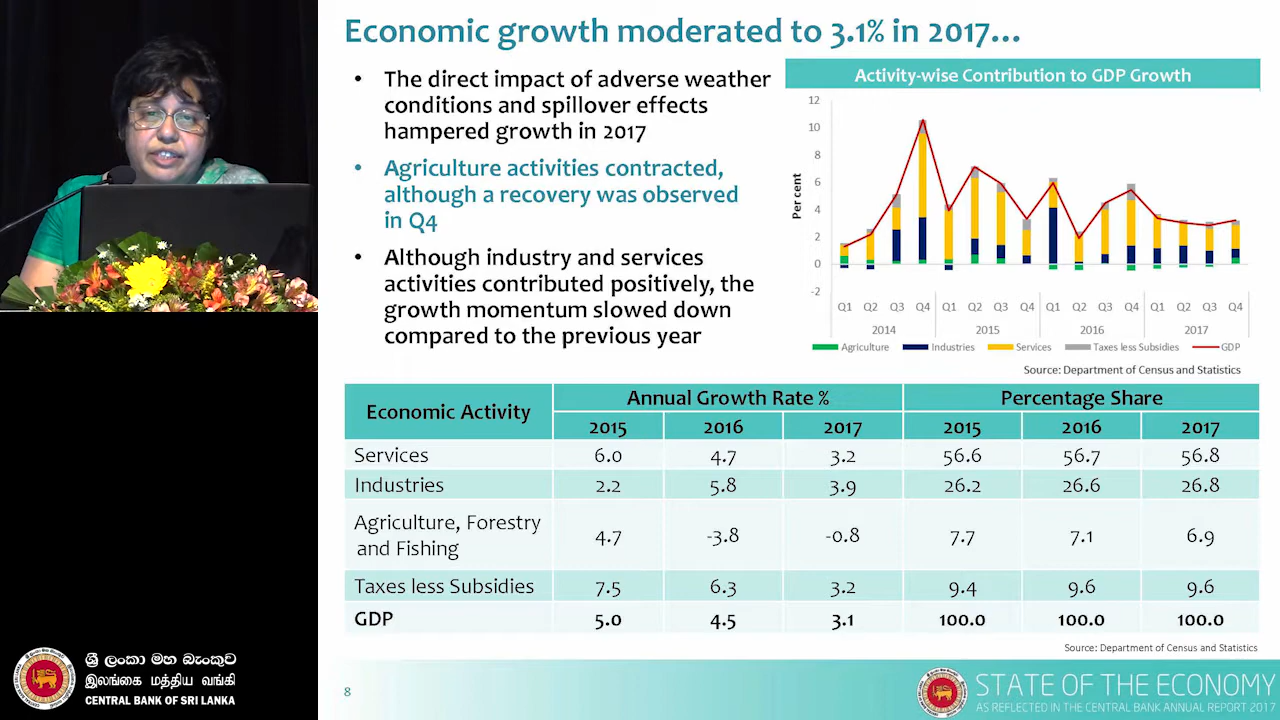 Economic growth moderated to 3.1% in 2017...
• The direct impact of adverse weather
conditions and spillover effects
hampered growth in 2017
• Agriculture activities contracted,
although a recovery was observed
in Q4
• Although industry and services
activities contributed positively, the
growth momentum slowed down
compared to the previous year
Activity-wise Contribution to GDP Growth
Per cent
12
10
8
6
4
2
0
-2
Q1 Q2 Q3 Q4 Q1 Q2 Q3 Q4 Q1 Q2 Q3 Q4 Q1 Q2 Q3 Q4
2014 2015 2016 2017
Agriculture Industries Services Taxes less Subsidies GDP
Source: Department of Census and Statistics
Economic Activity Annual Growth Rate % Percentage Share
2015 2016 2017 2015 2016 2017
Services 6.0 4.7 3.2 56.6 56.7 56.8
Industries 2.2 5.8 3.9 26.2 26.6 26.8
Agriculture, Forestry
and Fishing 4.7 -3.8 -0.8 7.7 7.1 6.9
Taxes less Subsidies 7.5 6.3 3.2 9.4 9.6 9.6
GDP 5.0 4.5 3.1 100.0 100.0 100.0
Source: Department of Census and Statistics
ශ්‍රී ලංකා මහ බැංකුව
இலங்கை மத்திய வங்கி
CENTRAL BANK OF SRI LANKA
8
STATE OF THE ECONOMY
AS REFLECTED IN THE CENTRAL BANK ANNUAL REPORT 2017